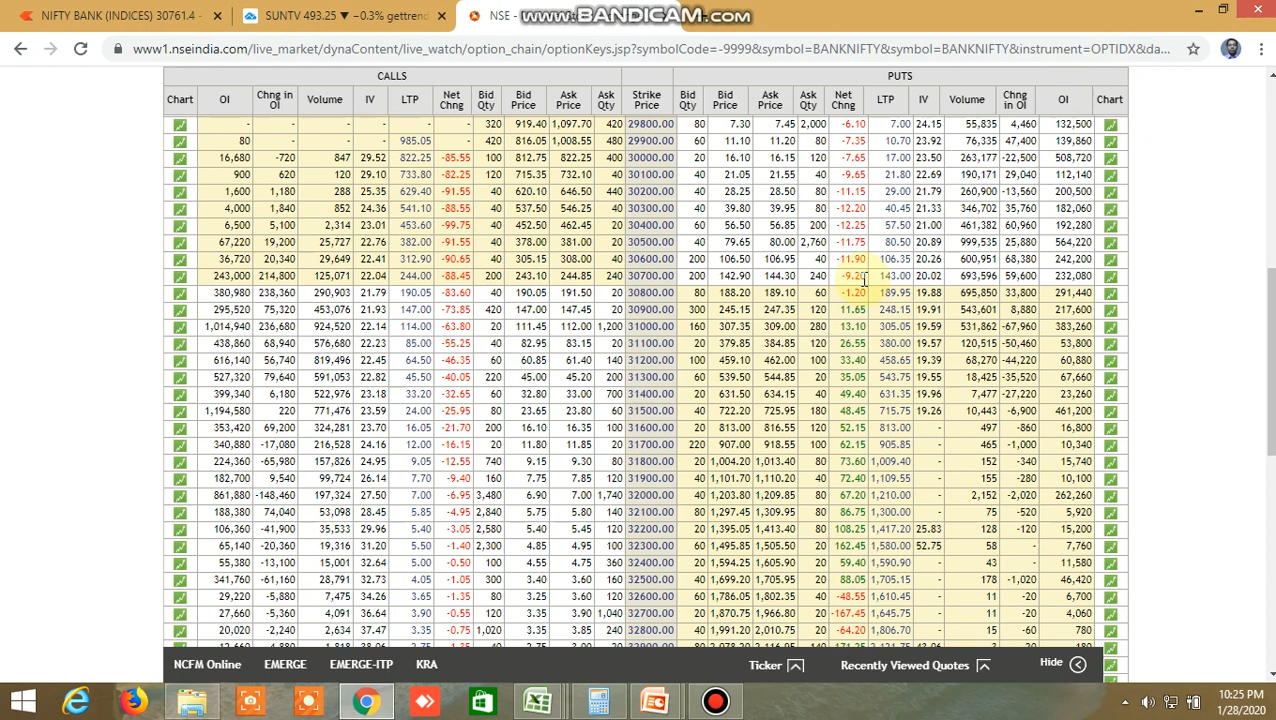 NIFTY BANK (INDICES) 30761.4 -
SUNTV 493.25 ▼ −0.3% gettrend
NSE -
www.BANDICAM.com
www1.nseindia.com/live_market/dynaContent/live_watch/option_chain/optionKeys.jsp?symbolCode=-9999&symbol=BANKNIFTY&symbol=BANKNIFTY&instrument=OPTIDX&da...
CALLS PUTS
Chart OI Chng in OI Volume IV LTP Net Chng Bid Qty Bid Price Ask Price Ask Qty Strike Price Bid Qty Bid Price Ask Price Ask Qty Net Chng LTP IV Volume Chng in OI OI Chart
- - - - - - 320 919.40 1,097.70 420 29800.00 80 7.30 7.45 2,000 -6.10 7.00 24.15 55,835 4,460 132,500
80 - - - 985.05 - 420 816.05 1,008.55 480 29900.00 60 11.10 11.20 80 -7.35 10.70 23.92 76,335 47,400 139,860
16,680 -720 847 29.52 822.25 -85.55 100 812.75 822.25 400 30000.00 20 16.10 16.15 120 -7.65 17.00 23.50 263,177 -22,500 508,720
900 620 120 29.10 733.80 -82.25 120 715.35 732.10 40 30100.00 40 21.05 21.55 40 -9.65 21.80 22.69 190,171 29,040 112,140
1,600 1,180 288 25.35 629.40 -91.55 40 620.10 646.50 440 30200.00 40 28.25 28.50 80 -11.15 29.00 21.79 260,900 -13,560 200,500
4,000 1,840 852 24.36 541.10 -88.55 40 537.50 546.25 40 30300.00 40 39.80 39.95 80 -12.20 40.45 21.33 346,702 35,760 182,060
6,500 5,100 2,314 23.01 453.60 -99.75 40 452.50 462.45 20 30400.00 60 56.50 56.85 200 -12.25 57.50 21.00 461,382 60,960 192,280
67,220 19,200 25,727 22.76 382.00 -91.55 40 378.00 381.00 20 30500.00 40 79.65 80.00 2,760 -11.75 80.50 20.89 999,535 25,880 564,220
36,720 20,340 29,649 22.41 312.90 -90.65 100 305.15 308.00 40 30600.00 200 106.50 106.95 40 -11.90 106.35 20.26 600,951 68,380 190,240
243,000 214,800 125,071 22.04 244.00 -88.45 200 243.10 244.85 240 30700.00 200 142.90 144.30 240 -9.20 143.00 20.02 693,596 59,600 232,080
380,980 238,360 290,903 21.79 190.05 -83.60 40 190.05 191.50 20 30800.00 80 188.20 189.10 60 -1.20 189.95 19.88 695,850 33,800 291,440
295,520 75,320 453,076 21.93 147.00 -73.85 420 147.00 147.45 20 30900.00 300 245.15 247.35 120 11.65 248.15 19.91 543,601 8,880 217,600
1,014,940 236,680 924,520 22.14 114.00 -63.80 20 111.45 112.00 1,200 31000.00 160 307.35 309.00 280 13.10 305.05 19.59 531,862 -67,960 383,260
438,860 68,940 576,530 22.28 85.00 -55.25 40 82.95 83.15 20 31100.00 20 379.85 384.85 120 26.55 380.00 19.57 120,515 -50,460 53,800
616,140 56,740 819,486 22.45 64.50 -46.35 60 60.85 61.40 140 31200.00 100 459.10 462.00 100 33.40 458.65 19.39 68,270 -44,220 60,880
527,320 79,640 591,053 22.82 45.50 -40.05 220 45.00 45.20 200 31300.00 60 539.50 544.85 20 35.05 543.75 19.55 18,425 -35,520 67,660
399,340 6,180 522,976 23.18 33.20 -32.65 60 32.80 33.00 700 31400.00 20 631.50 634.15 40 49.40 631.35 19.96 7,477 -27,220 23,260
1,194,580 220 771,476 23.59 24.00 -25.95 80 23.65 23.80 60 31500.00 40 722.20 725.95 180 48.45 715.75 19.26 10,443 -6,900 461,200
353,420 69,200 324,281 23.70 16.05 -21.70 200 16.10 16.35 100 31600.00 20 813.00 816.55 120 52.15 813.00 - 497 -860 16,800
340,880 -17,080 216,528 24.16 12.00 -16.15 20 11.80 11.85 20 31700.00 220 907.00 918.55 100 62.15 905.85 - 465 -1,000 10,340
224,360 -65,980 157,826 24.95 9.05 -12.55 740 9.15 9.30 80 31800.00 20 1,004.20 1,013.40 80 73.60 1,009.40 - 152 -340 15,740
182,700 9,540 99,724 26.14 7.70 -9.40 160 7.75 7.85 120 31900.00 40 1,101.70 1,110.20 40 72.40 1,109.55 - 155 -280 10,100
861,880 -148,460 197,324 27.50 7.00 -6.95 3,480 6.90 7.00 1,740 32000.00 40 1,203.80 1,209.85 80 67.20 1,210.00 - 2,152 -2,020 262,260
188,380 74,040 53,098 28.45 5.85 -4.95 2,840 5.75 5.80 140 32100.00 80 1,297.45 1,309.90 80 86.75 1,300.00 - 75 -520 5,920
106,360 -41,900 35,533 29.96 5.40 -3.05 2,580 5.40 5.45 120 32200.00 20 1,395.05 1,413.40 80 108.25 1,417.20 25.83 128 -120 15,200
65,140 -20,360 19,316 31.20 5.50 -1.40 2,300 4.85 4.95 100 32300.00 60 1,495.85 1,505.50 20 162.45 1,580.00 52.75 58 - 7,760
55,380 -13,100 15,001 32.64 5.00 -0.50 100 4.55 4.75 360 32400.00 20 1,594.25 1,605.90 20 59.40 1,590.90 - 43 - 11,580
341,760 -61,160 28,791 32.73 4.05 -1.05 300 3.40 3.60 160 32500.00 40 1,699.20 1,705.95 20 88.05 1,705.15 - 178 -1,020 46,420
29,220 -5,880 7,475 34.26 3.65 -1.35 80 3.25 3.60 120 32600.00 20 1,786.05 1,802.35 40 -48.55 1,610.45 - 11 -20 6,700
27,660 -5,360 4,091 36.64 3.90 -0.55 120 3.35 3.90 1,040 32700.00 20 1,870.75 1,966.80 20 -167.45 1,645.75 - 11 -20 4,060
20,020 -2,240 2,634 37.47 3.35 -0.75 1,020 3.35 3.85 240 32800.00 40 1,991.20 2,010.75 20 -64.20 1,806.70 - 15 -60 780
NCFM Online EMERGE EMERGE-ITP KRA Ticker Recently Viewed Quotes Hide
10:25 PM
1/28/2020